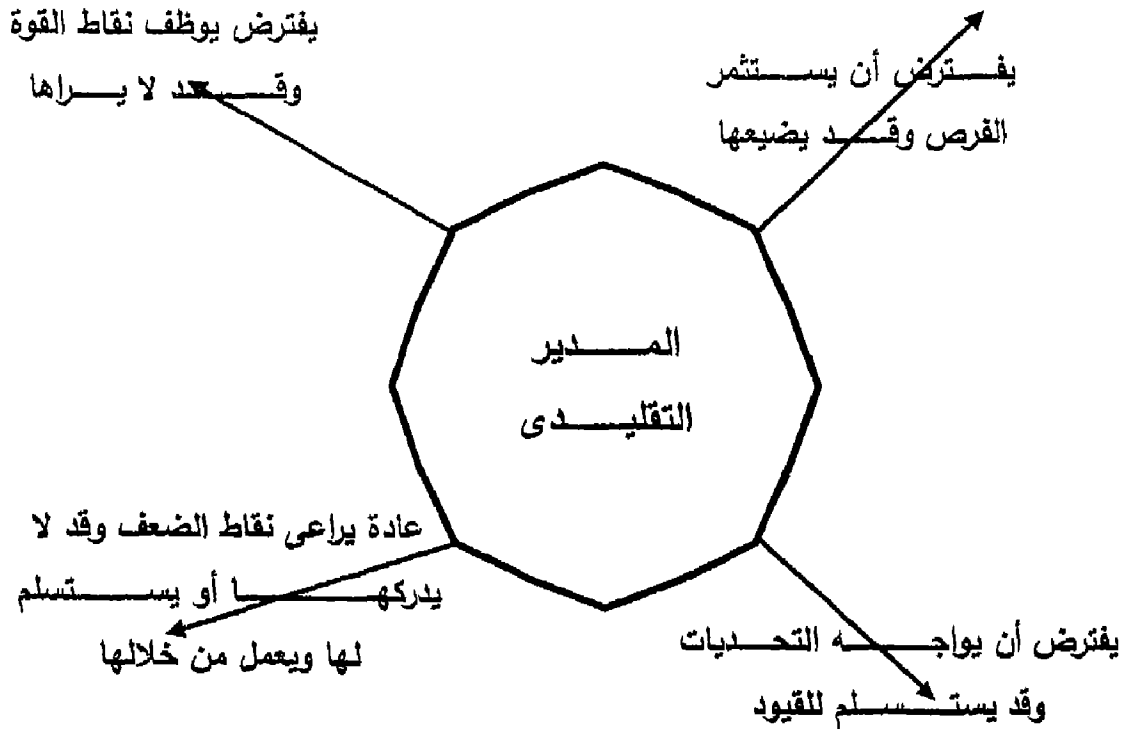 يفترض أن يستثمر
الفرص وقد يضيعها
يفترض يوظف نقاط القوة
وقد لا يراها
المدير
التقليدى
عادة يراعى نقاط الضعف وقد لا
يدركها أو يستسلم
لها ويعمل من خلالها
يفترض أن يواجه التحديات
وقد يستسلم للقيود